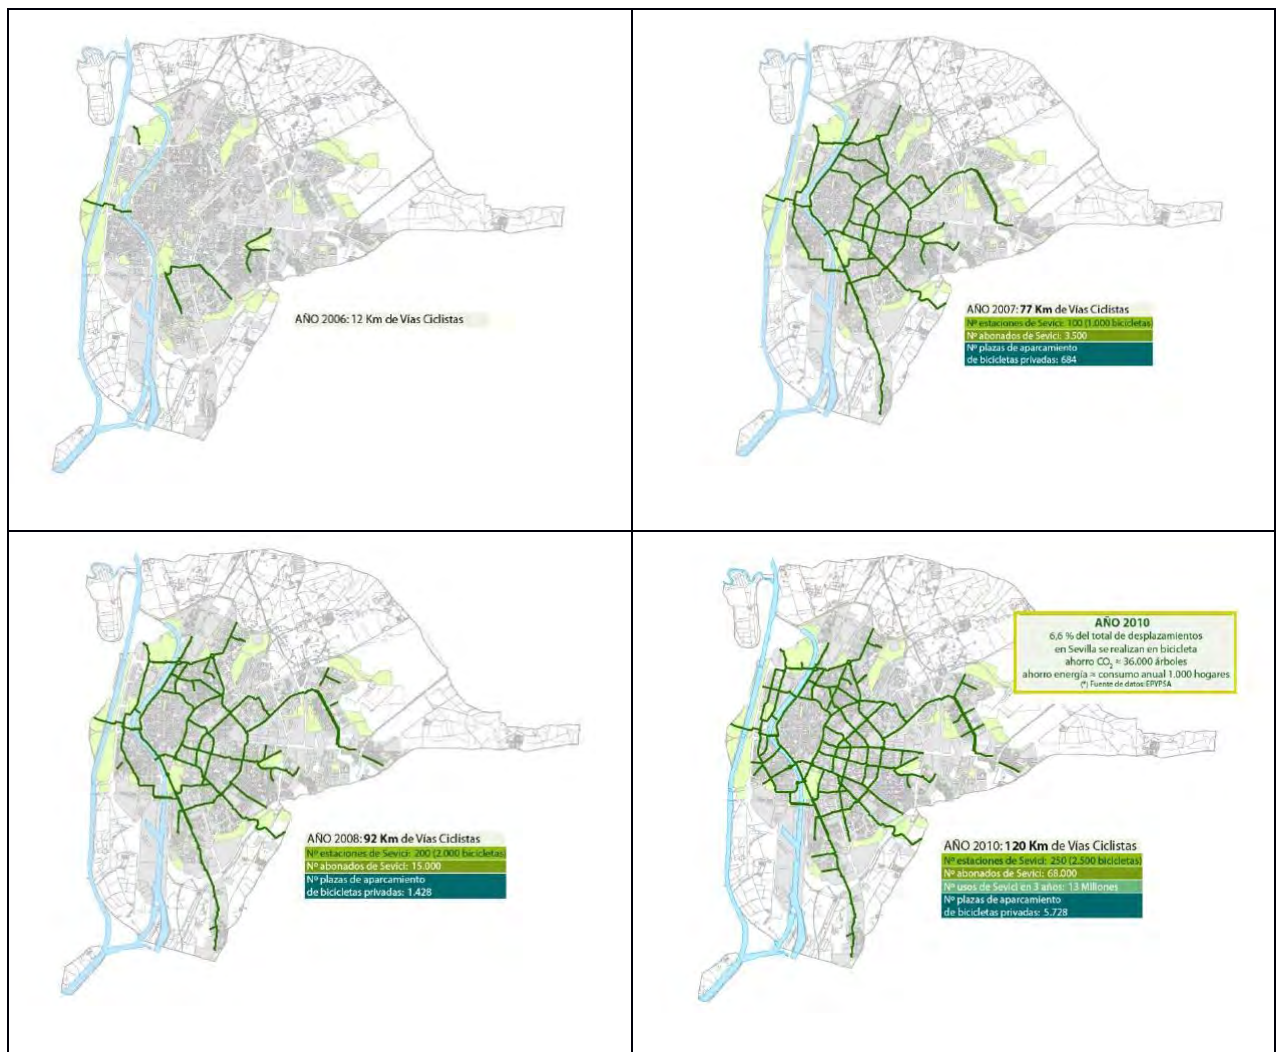 AÑO 2006: 12 Km de Vías Ciclistas
AÑO 2007: 77 Km de Vías Ciclistas
Nº estaciones de Sevici: 100 (1.000 bicicletas)
Nº abonados de Sevici: 3.500
Nº plazas de aparcamiento
de bicicletas privadas: 684
AÑO 2008: 92 Km de Vías Ciclistas
Nº estaciones de Sevici: 200 (2.000 bicicletas)
Nº abonados de Sevici: 15.000
Nº plazas de aparcamiento
de bicicletas privadas: 1.428
AÑO 2010
6,6 % del total de desplazamientos
en Sevilla se realizan en bicicleta
ahorro CO₂ ≈ 36.000 árboles
ahorro energía ≈ consumo anual 1.000 hogares
(*) Fuente de datos: EPYPSA
AÑO 2010: 120 Km de Vías Ciclistas
Nº estaciones de Sevici: 250 (2.500 bicicletas)
Nº abonados de Sevici: 68.000
Nº usos de Sevici en 3 años: 13 Millones
Nº plazas de aparcamiento
de bicicletas privadas: 5.728